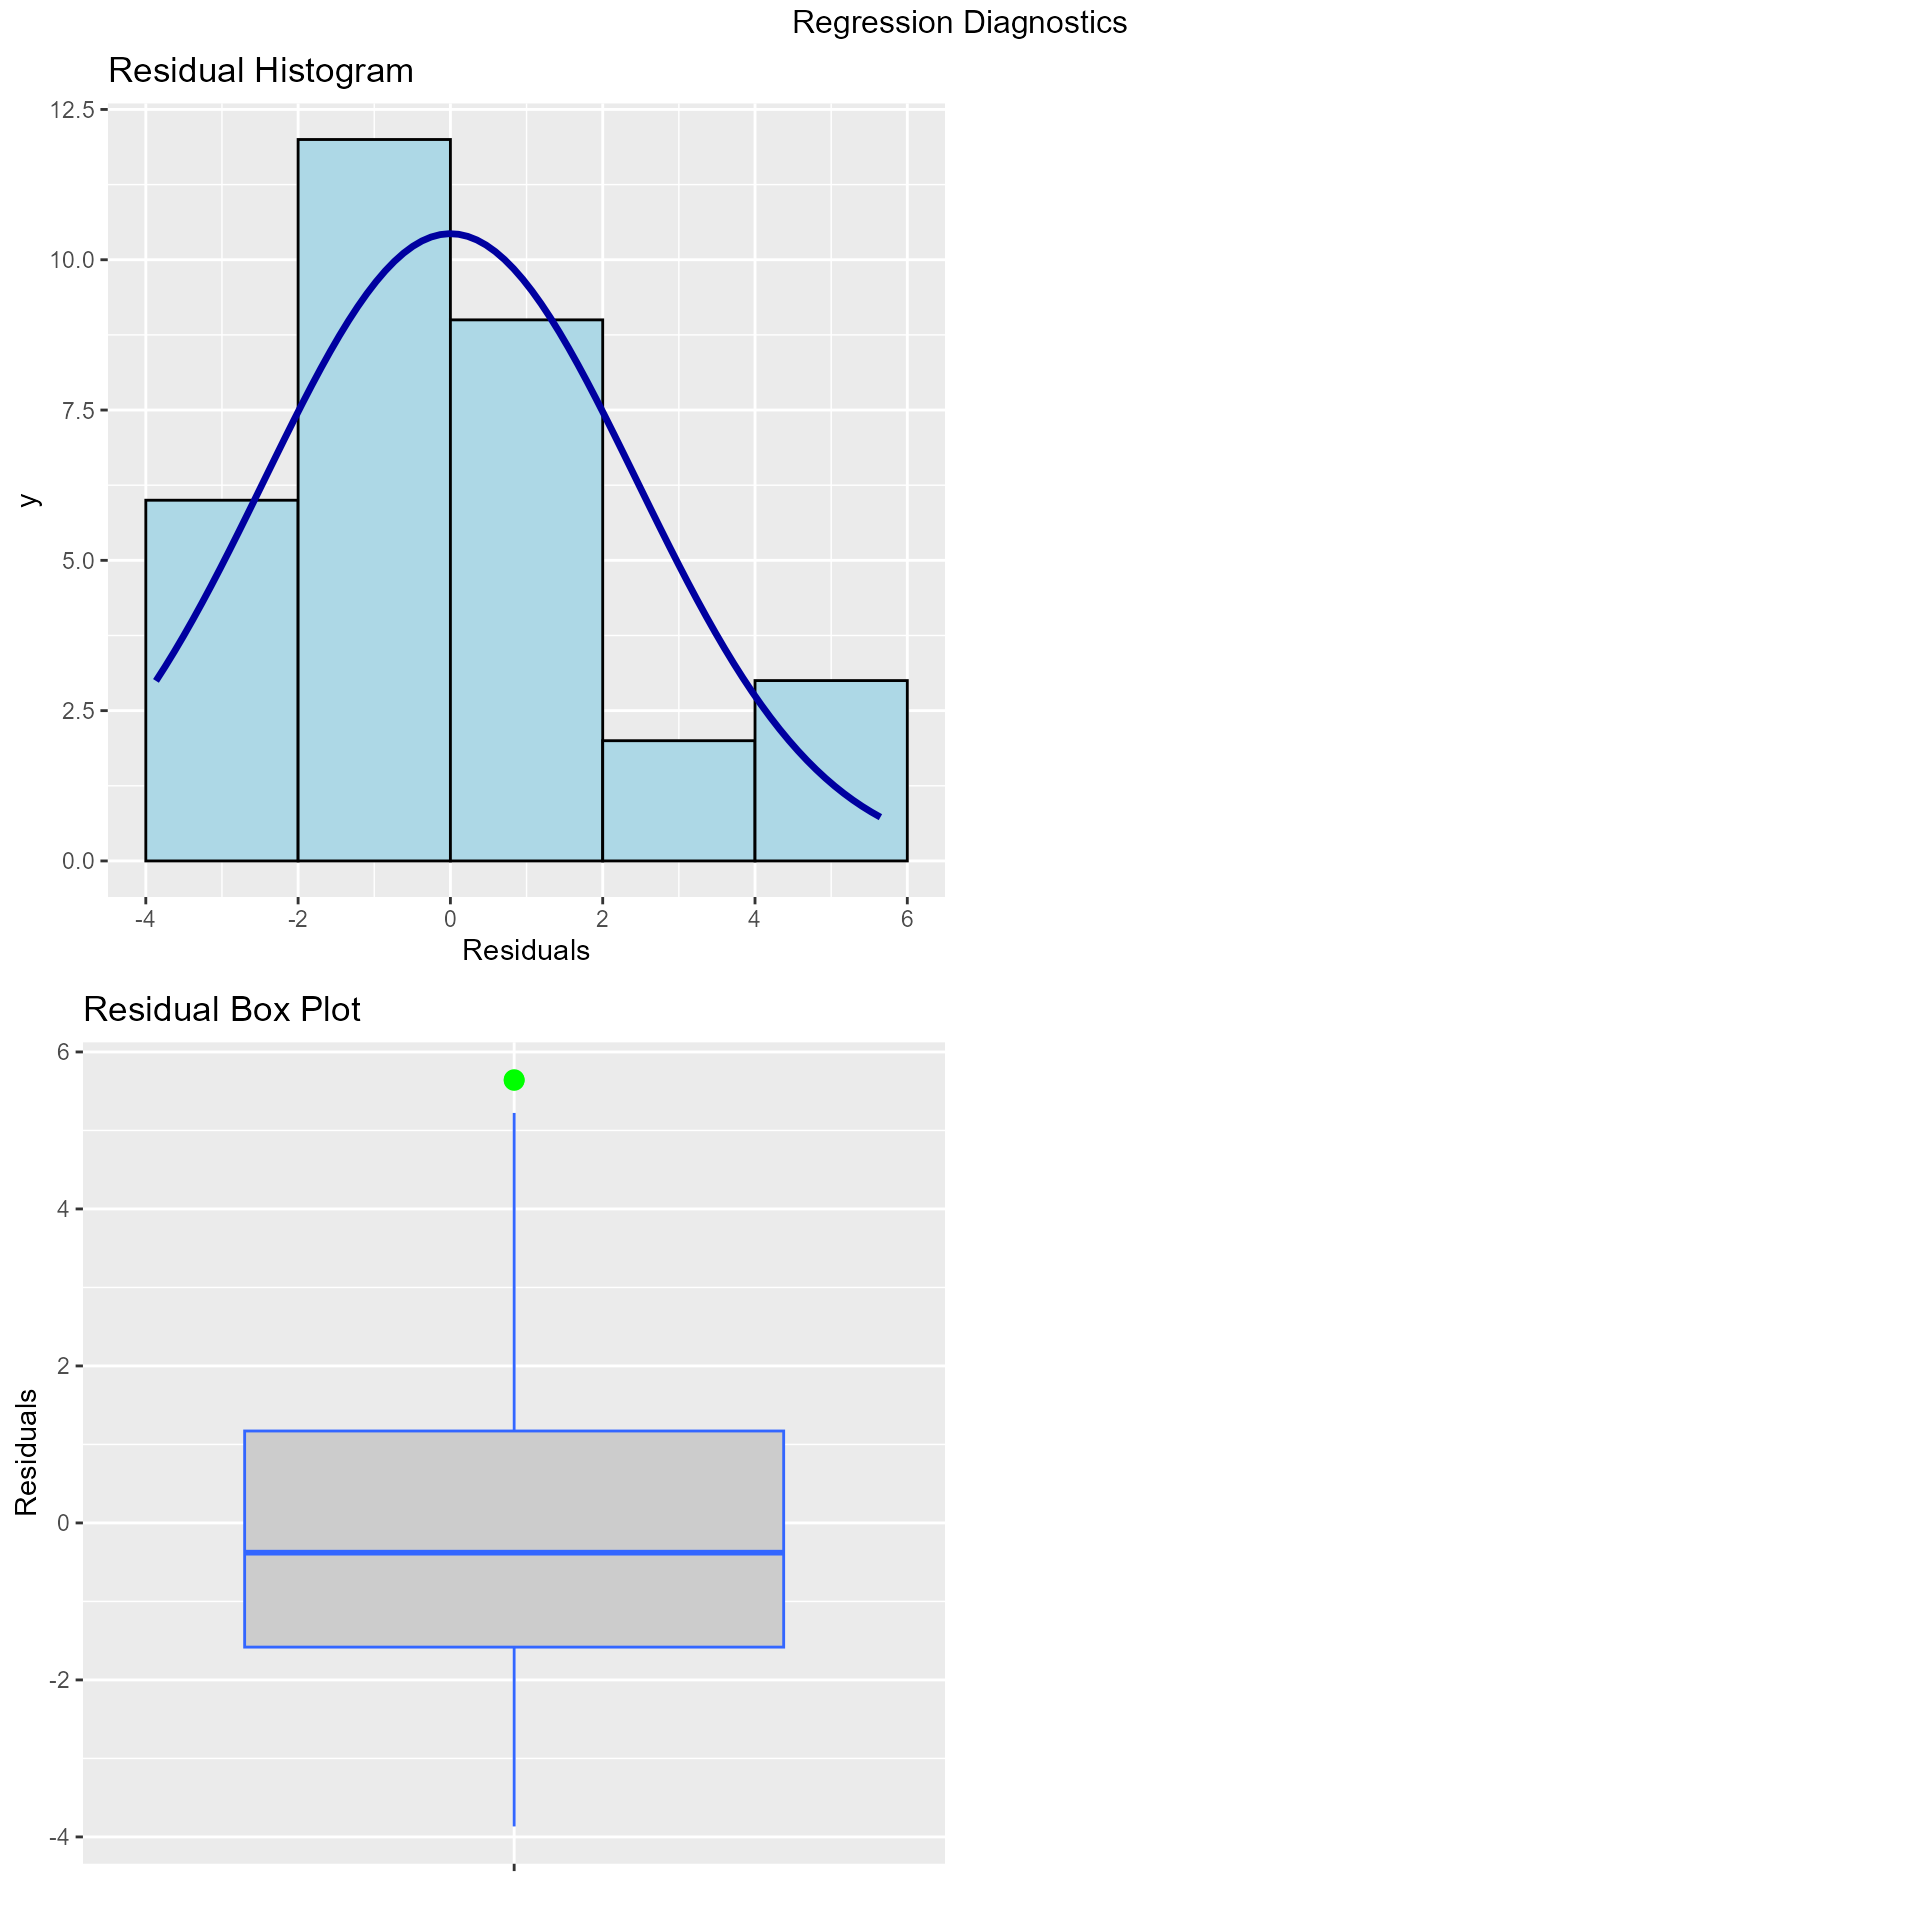 Regression Diagnostics
Residual Histogram
12.5
10.0
7.5
5.0
2.5
0.0
y
-4 -2 0 2 4 6
Residuals
Residual Box Plot
6
4
2
0
-2
-4
Residuals